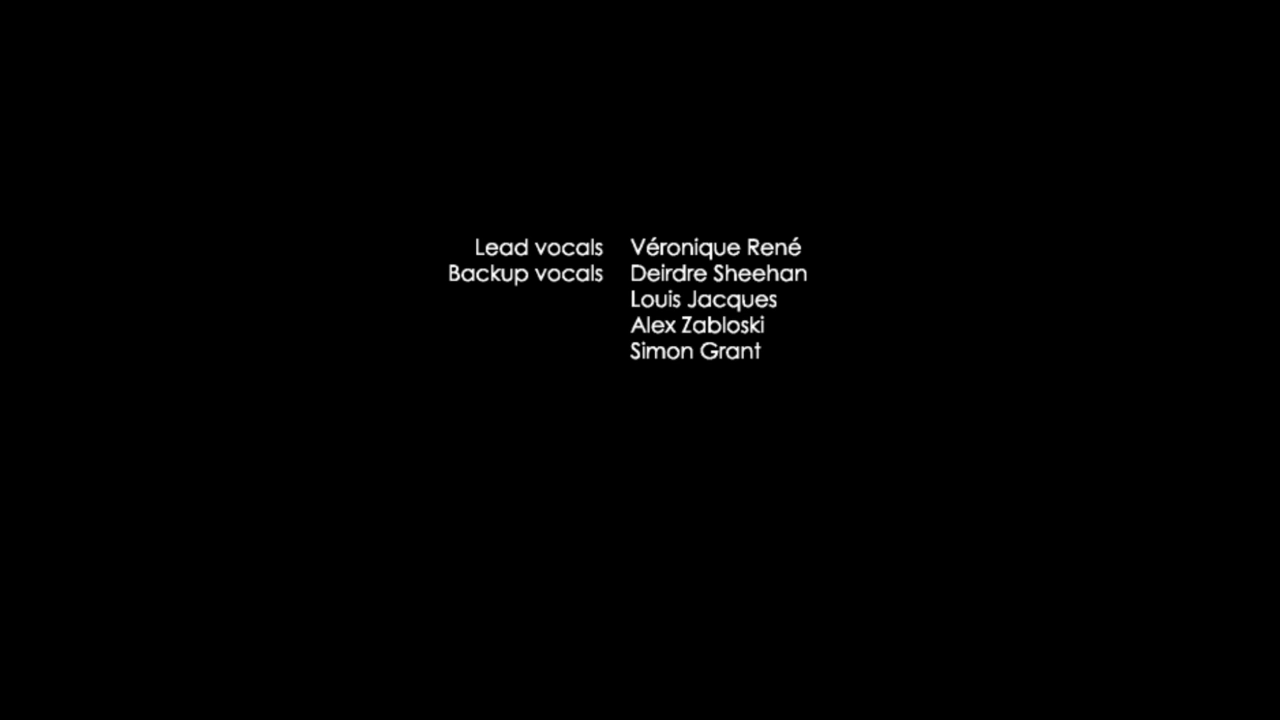 Lead vocals Véronique René
Backup vocals Deirdre Sheehan
Louis Jacques
Alex Zabloski
Simon Grant